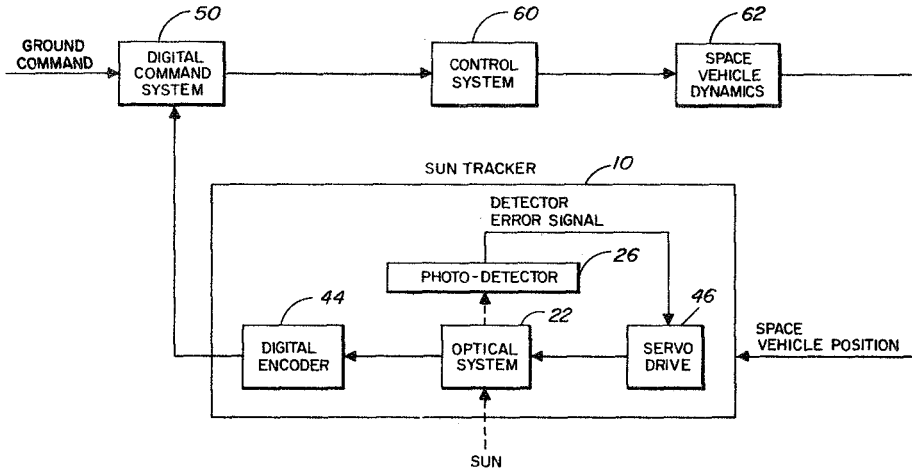 50
60
62
GROUND
COMMAND
DIGITAL
COMMAND
SYSTEM
CONTROL
SYSTEM
SPACE
VEHICLE
DYNAMICS
SUN TRACKER
10
DETECTOR
ERROR SIGNAL
PHOTO-DETECTOR
26
44
22
46
DIGITAL
ENCODER
OPTICAL
SYSTEM
SERVO
DRIVE
SPACE
VEHICLE POSITION
SUN